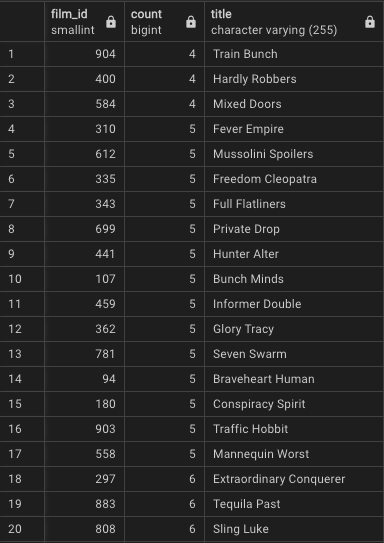 film_id count title
smallint bigint character varying (255)
1 904 4 Train Bunch
2 400 4 Hardly Robbers
3 584 4 Mixed Doors
4 310 5 Fever Empire
5 612 5 Mussolini Spoilers
6 335 5 Freedom Cleopatra
7 343 5 Full Flatliners
8 699 5 Private Drop
9 441 5 Hunter Alter
10 107 5 Bunch Minds
11 459 5 Informer Double
12 362 5 Glory Tracy
13 781 5 Seven Swarm
14 94 5 Braveheart Human
15 180 5 Conspiracy Spirit
16 903 5 Traffic Hobbit
17 558 5 Mannequin Worst
18 297 6 Extraordinary Conquerer
19 883 6 Tequila Past
20 808 6 Sling Luke